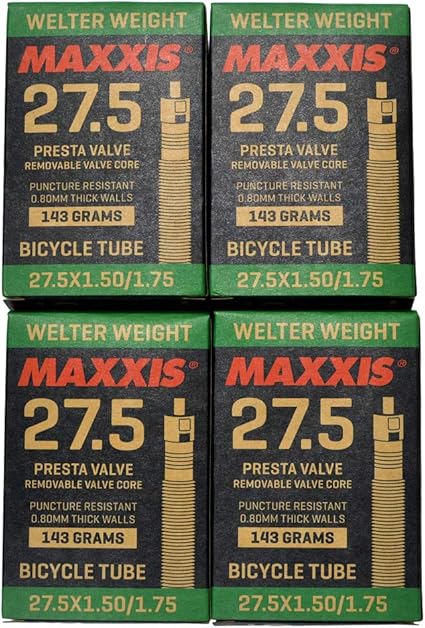 WELTER WEIGHT
MAXXIS®
27.5
PRESTA VALVE
REMOVABLE VALVE CORE
PUNCTURE RESISTANT
0.80MM THICK WALLS
143 GRAMS
BICYCLE TUBE
27.5X1.50/1.75
WELTER WEIGHT
MAXXIS®
27.5
PRESTA VALVE
REMOVABLE VALVE CORE
PUNCTURE RESISTANT
0.80MM THICK WALLS
143 GRAMS
BICYCLE TUBE
27.5X1.50/1.75
WELTER WEIGHT
MAXXIS®
27.5
PRESTA VALVE
REMOVABLE VALVE CORE
PUNCTURE RESISTANT
0.80MM THICK WALLS
143 GRAMS
BICYCLE TUBE
27.5X1.50/1.75
WELTER WEIGHT
MAXXIS®
27.5
PRESTA VALVE
REMOVABLE VALVE CORE
PUNCTURE RESISTANT
0.80MM THICK WALLS
143 GRAMS
BICYCLE TUBE
27.5X1.50/1.75